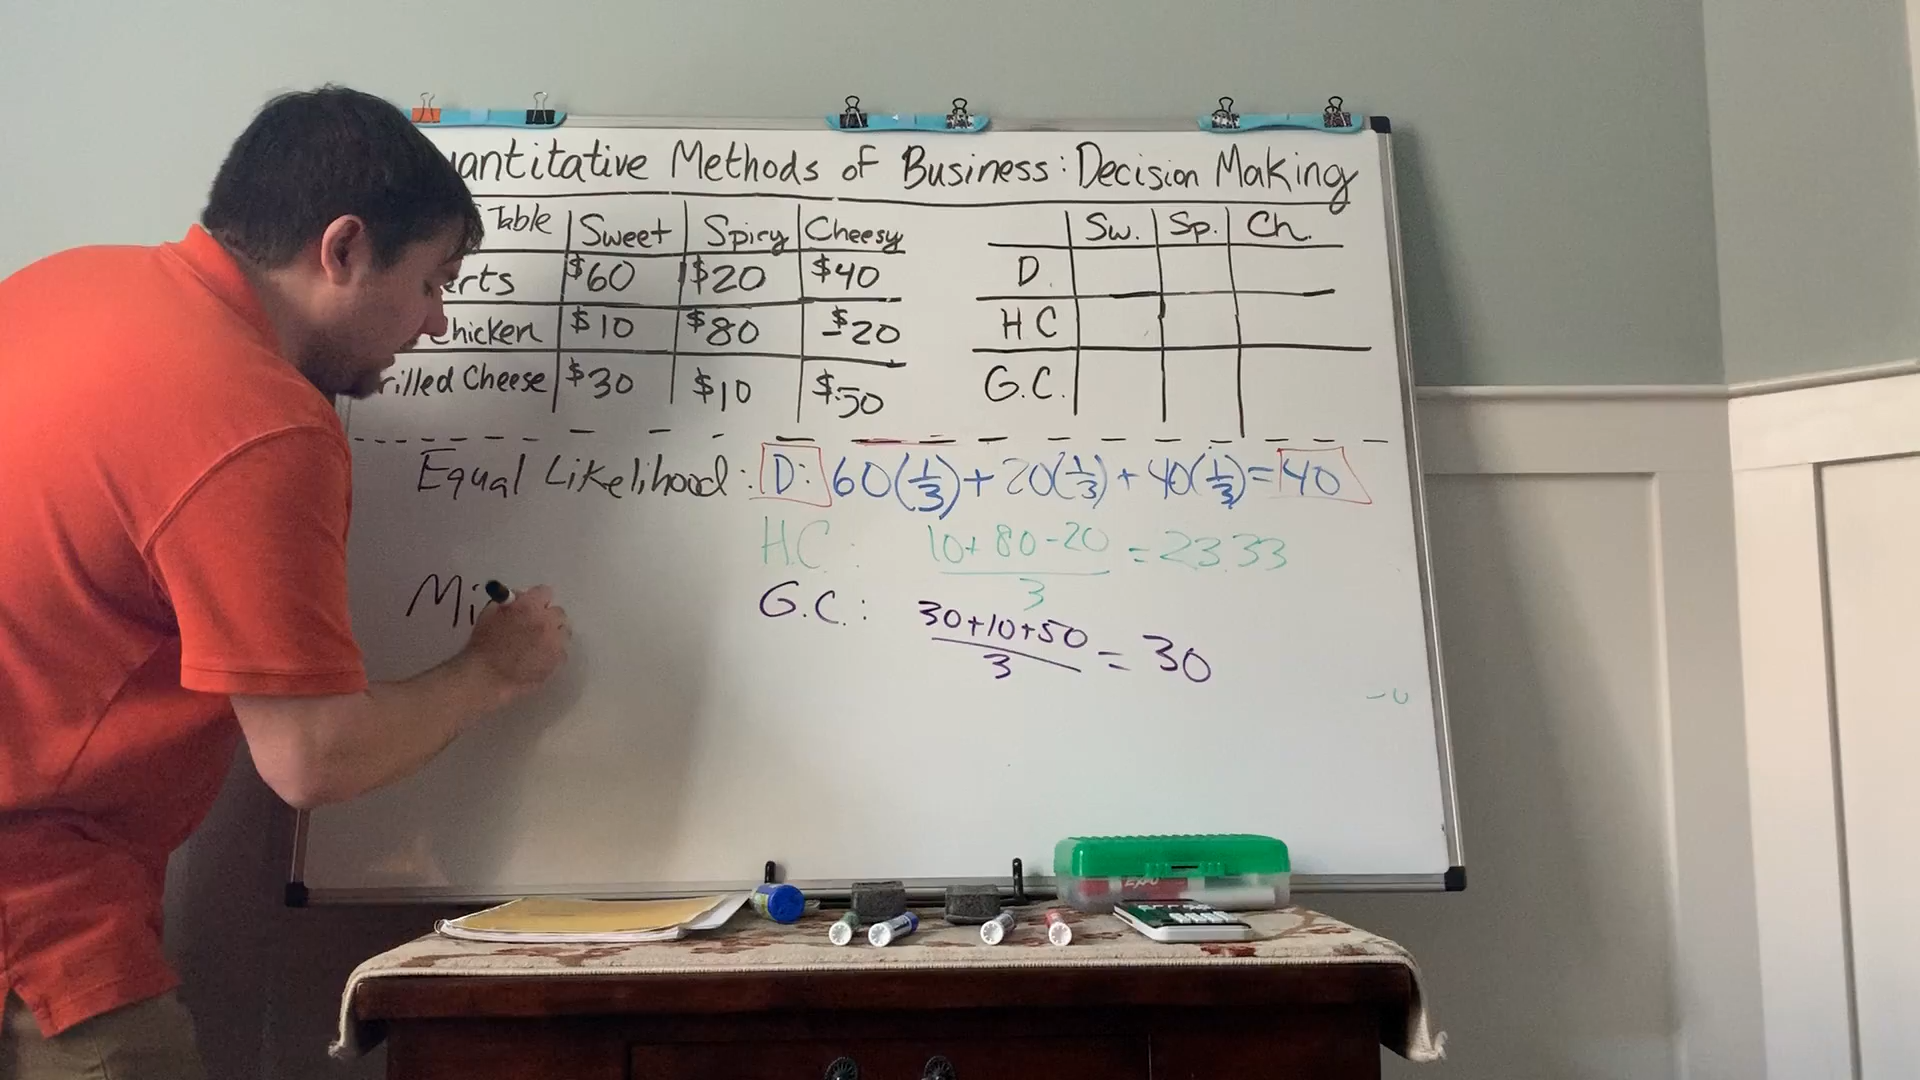 uantitative Methods of Business: Decision Making
Table Sweet Spicy Cheesy
erts $60 $20 $40
Chicken $10 $80 -$20
rilled Cheese $30 $10 $50
Sw. Sp. Ch.
D.
HC
G.C.
Equal Likelihood: D: 60(1/3) + 20(1/3) + 40(1/3) = 40
H.C.: 10+80-20/3 = 23.33
Mi
G.C.: 30+10+50/3 = 30